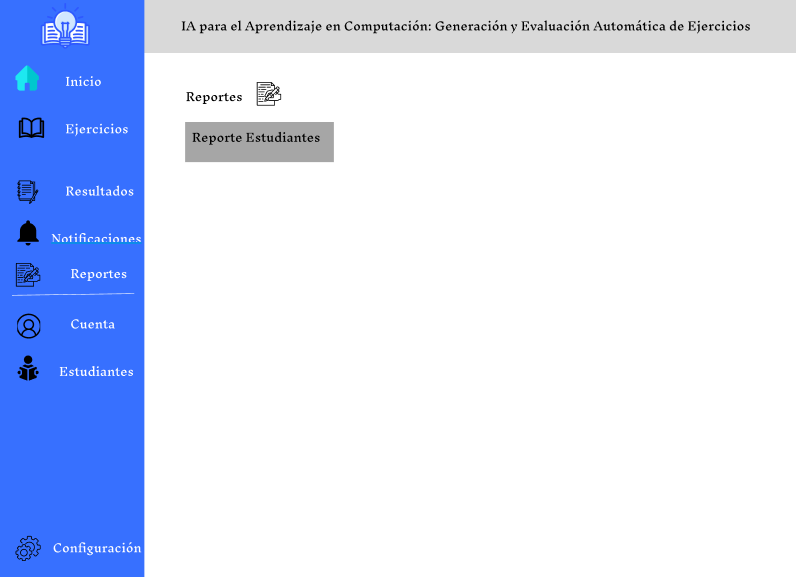 IA para el Aprendizaje en Computación: Generación y Evaluación Automática de Ejercicios
Inicio
Ejercicios
Resultados
Notificaciones
Reportes
Cuenta
Estudiantes
Configuración
Reportes
Reporte Estudiantes